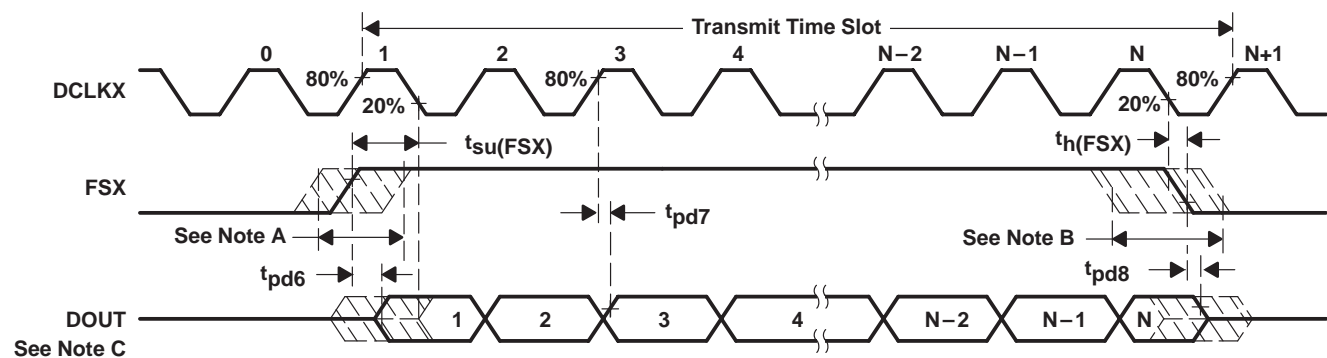 Transmit Time Slot
0 1 2 3 4 N−2 N−1 N N+1
DCLKX
80% 20% 80% 20% 80%
tsu(FSX) th(FSX)
FSX
tpd7
See Note A See Note B
tpd6 tpd8
DOUT 1 2 3 4 N−2 N−1 N
See Note C